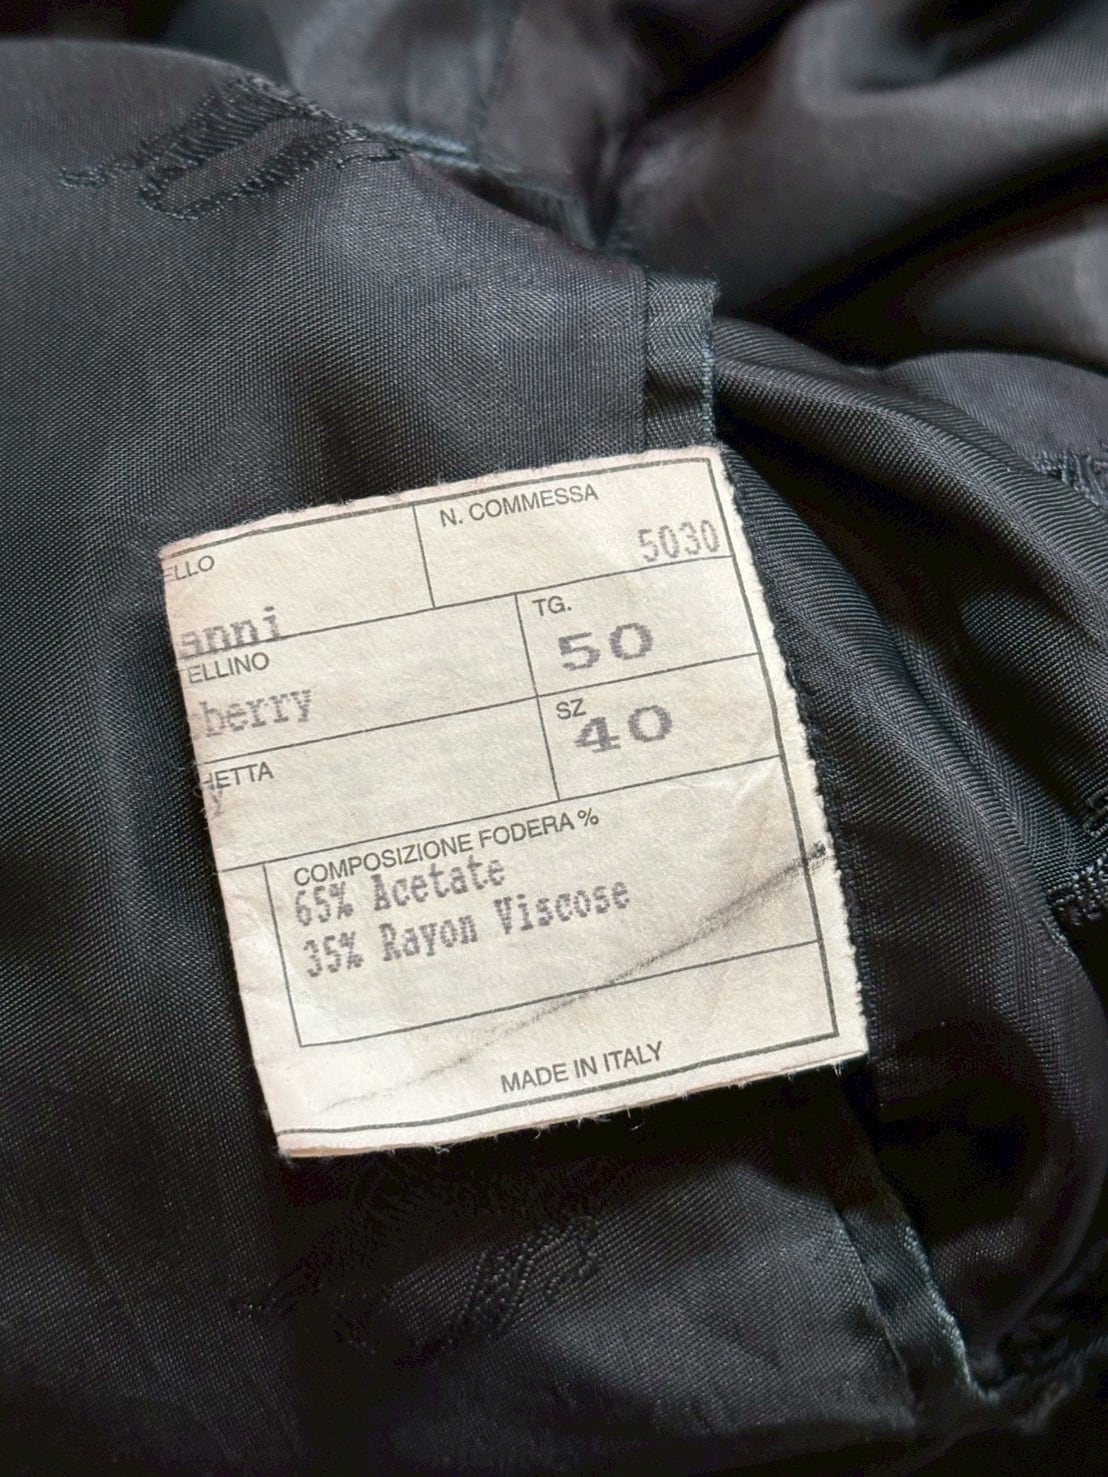 ELLO
N. COMMESSA
5030
anni
TG.
50
ELLINO
berry
SZ
40
HETTA
y
COMPOSIZIONE FODERA %
65% Acetate
35% Rayon Viscose
MADE IN ITALY